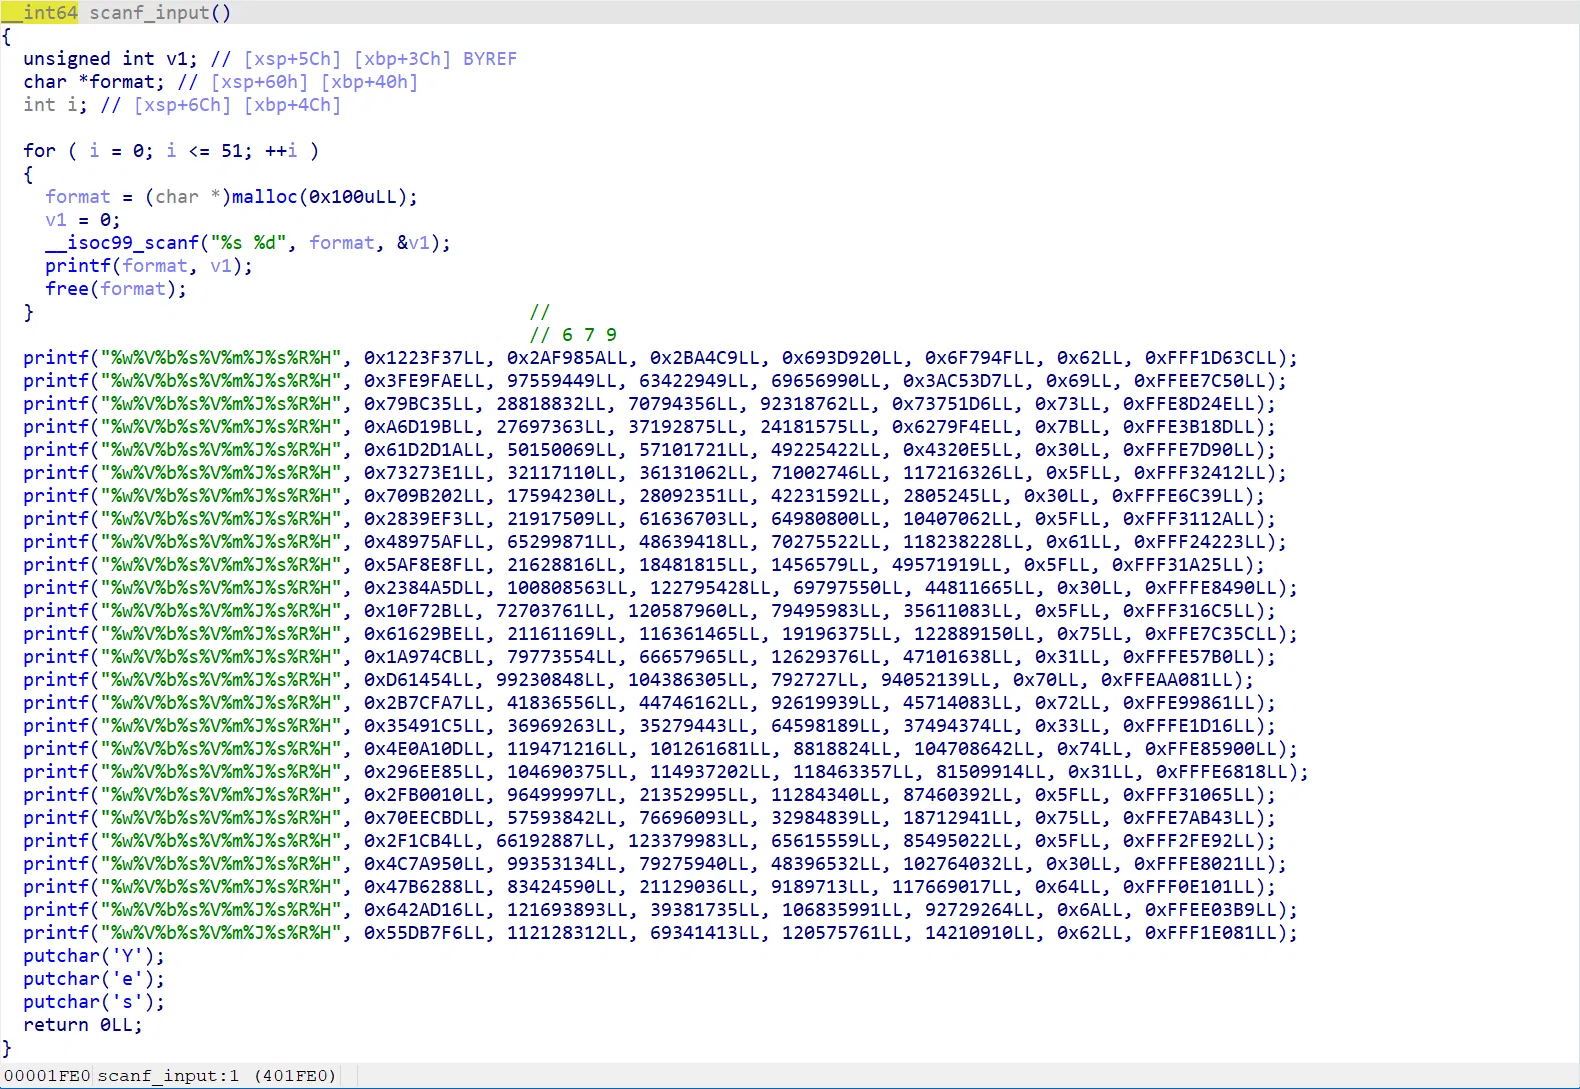 __int64 scanf_input()
{
unsigned int v1; // [xsp+5Ch] [xbp+3Ch] BYREF
char *format; // [xsp+60h] [xbp+40h]
int i; // [xsp+6Ch] [xbp+4Ch]
for ( i = 0; i <= 51; ++i )
{
format = (char *)malloc(0x100uLL);
v1 = 0;
__isoc99_scanf("%s %d", format, &v1);
printf(format, v1);
free(format);
} //
// 6 7 9
printf("%w%V%b%s%V%m%J%s%R%H", 0x1223F37LL, 0x2AF985ALL, 0x2BA4C9LL, 0x693D920LL, 0x6F794FLL, 0x62LL, 0xFFF1D63CLL);
printf("%w%V%b%s%V%m%J%s%R%H", 0x3FE9FAELL, 97559449LL, 63422949LL, 69656990LL, 0x3AC53D7LL, 0x69LL, 0xFFEE7C50LL);
printf("%w%V%b%s%V%m%J%s%R%H", 0x79BC35LL, 28818832LL, 70794356LL, 92318762LL, 0x73751D6LL, 0x73LL, 0xFFE8D24ELL);
printf("%w%V%b%s%V%m%J%s%R%H", 0xA6D19BLL, 27697363LL, 37192875LL, 24181575LL, 0x6279F4ELL, 0x7BLL, 0xFFE3B18DLL);
printf("%w%V%b%s%V%m%J%s%R%H", 0x61D2D1ALL, 50150069LL, 57101721LL, 49225422LL, 0x4320E5LL, 0x30LL, 0xFFFE7D90LL);
printf("%w%V%b%s%V%m%J%s%R%H", 0x73273E1LL, 32117110LL, 36131062LL, 71002746LL, 117216326LL, 0x5FLL, 0xFFF32412LL);
printf("%w%V%b%s%V%m%J%s%R%H", 0x709B202LL, 17594230LL, 28092351LL, 42231592LL, 2805245LL, 0x30LL, 0xFFFE6C39LL);
printf("%w%V%b%s%V%m%J%s%R%H", 0x2839EF3LL, 21917509LL, 61636703LL, 64980800LL, 10407062LL, 0x5FLL, 0xFFF3112ALL);
printf("%w%V%b%s%V%m%J%s%R%H", 0x48975AFLL, 65299871LL, 48639418LL, 70275522LL, 118238228LL, 0x61LL, 0xFFF24223LL);
printf("%w%V%b%s%V%m%J%s%R%H", 0x5AF8E8FLL, 21628816LL, 18481815LL, 1456579LL, 49571919LL, 0x5FLL, 0xFFF31A25LL);
printf("%w%V%b%s%V%m%J%s%R%H", 0x2384A5DLL, 100808563LL, 122795428LL, 69797550LL, 44811665LL, 0x30LL, 0xFFFE8490LL);
printf("%w%V%b%s%V%m%J%s%R%H", 0x10F72BLL, 72703761LL, 120587960LL, 79495983LL, 35611083LL, 0x5FLL, 0xFFF316C5LL);
printf("%w%V%b%s%V%m%J%s%R%H", 0x61629BELL, 21161169LL, 116361465LL, 19196375LL, 122889150LL, 0x75LL, 0xFFE7C35CLL);
printf("%w%V%b%s%V%m%J%s%R%H", 0x1A974CBLL, 79773554LL, 66657965LL, 12629376LL, 47101638LL, 0x31LL, 0xFFFE57B0LL);
printf("%w%V%b%s%V%m%J%s%R%H", 0xD61454LL, 99230848LL, 104386305LL, 792727LL, 94052139LL, 0x70LL, 0xFFEAA081LL);
printf("%w%V%b%s%V%m%J%s%R%H", 0x2B7CFA7LL, 41836556LL, 44746162LL, 92619939LL, 45714083LL, 0x72LL, 0xFFE99861LL);
printf("%w%V%b%s%V%m%J%s%R%H", 0x35491C5LL, 36969263LL, 35279443LL, 64598189LL, 37494374LL, 0x33LL, 0xFFFE1D16LL);
printf("%w%V%b%s%V%m%J%s%R%H", 0x4E0A10DLL, 119471216LL, 101261681LL, 8818824LL, 104708642LL, 0x74LL, 0xFFE85900LL);
printf("%w%V%b%s%V%m%J%s%R%H", 0x296EE85LL, 104690375LL, 114937202LL, 118463357LL, 81509914LL, 0x31LL, 0xFFFE6818LL);
printf("%w%V%b%s%V%m%J%s%R%H", 0x2FB0010LL, 96499997LL, 21352995LL, 11284340LL, 87460392LL, 0x5FLL, 0xFFF31065LL);
printf("%w%V%b%s%V%m%J%s%R%H", 0x70EECBDLL, 57593842LL, 76696093LL, 32984839LL, 18712941LL, 0x75LL, 0xFFE7AB43LL);
printf("%w%V%b%s%V%m%J%s%R%H", 0x2F1CB4LL, 66192887LL, 123379983LL, 65615559LL, 85495022LL, 0x5FLL, 0xFFF2FE92LL);
printf("%w%V%b%s%V%m%J%s%R%H", 0x4C7A950LL, 99353134LL, 79275940LL, 48396532LL, 102764032LL, 0x30LL, 0xFFFE8021LL);
printf("%w%V%b%s%V%m%J%s%R%H", 0x47B6288LL, 83424590LL, 21129036LL, 9189713LL, 117669017LL, 0x64LL, 0xFFF0E101LL);
printf("%w%V%b%s%V%m%J%s%R%H", 0x642AD16LL, 121693893LL, 39381735LL, 106835991LL, 92729264LL, 0x6ALL, 0xFFEE03B9LL);
printf("%w%V%b%s%V%m%J%s%R%H", 0x55DB7F6LL, 112128312LL, 69341413LL, 120575761LL, 14210910LL, 0x62LL, 0xFFF1E081LL);
putchar('Y');
putchar('e');
putchar('s');
return 0LL;
}
00001FE0 scanf_input:1 (401FE0)